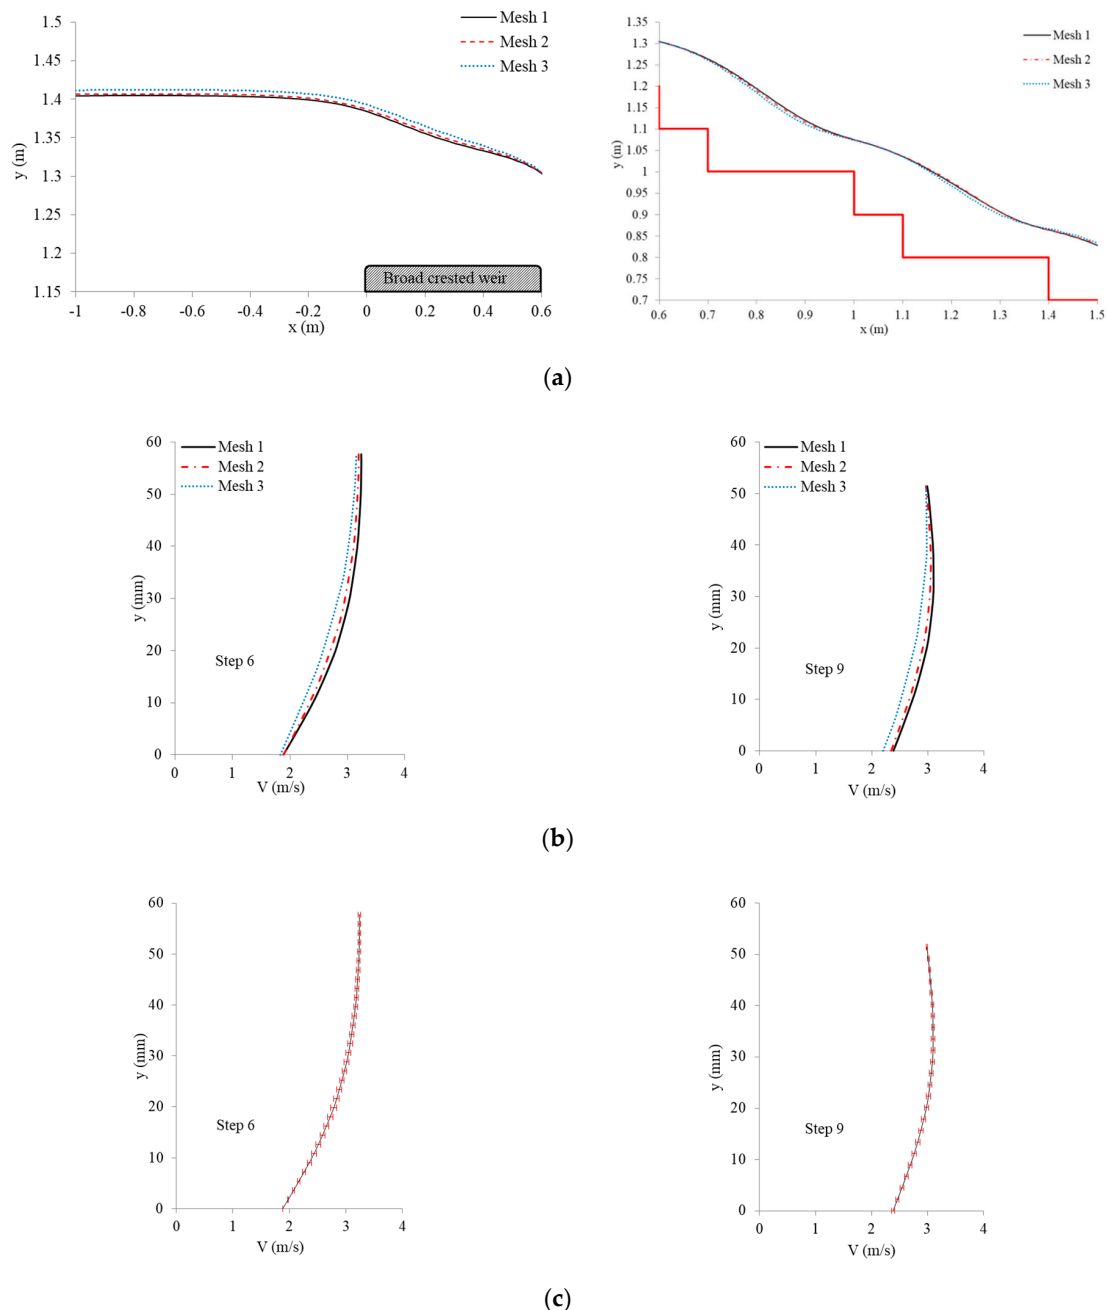 1.5
1.45
1.4
1.35
1.3
1.25
1.2
1.15
y (m)
Mesh 1
Mesh 2
Mesh 3
Broad crested weir
-1 -0.8 -0.6 -0.4 -0.2 0 0.2 0.4 0.6
x (m)
1.35
1.3
1.25
1.2
1.15
1.1
1.05
1
0.95
0.9
0.85
0.8
0.75
0.7
y (m)
Mesh 1
Mesh 2
Mesh 3
0.6 0.7 0.8 0.9 1 1.1 1.2 1.3 1.4 1.5
x (m)
(a)
60
50
40
30
20
10
0
y (mm)
Mesh 1
Mesh 2
Mesh 3
Step 6
0 1 2 3 4
V (m/s)
60
50
40
30
20
10
0
y (mm)
Mesh 1
Mesh 2
Mesh 3
Step 9
0 1 2 3 4
V (m/s)
(b)
60
50
40
30
20
10
0
y (mm)
Step 6
0 1 2 3 4
V (m/s)
60
50
40
30
20
10
0
y (mm)
Step 9
0 1 2 3 4
V (m/s)
(c)